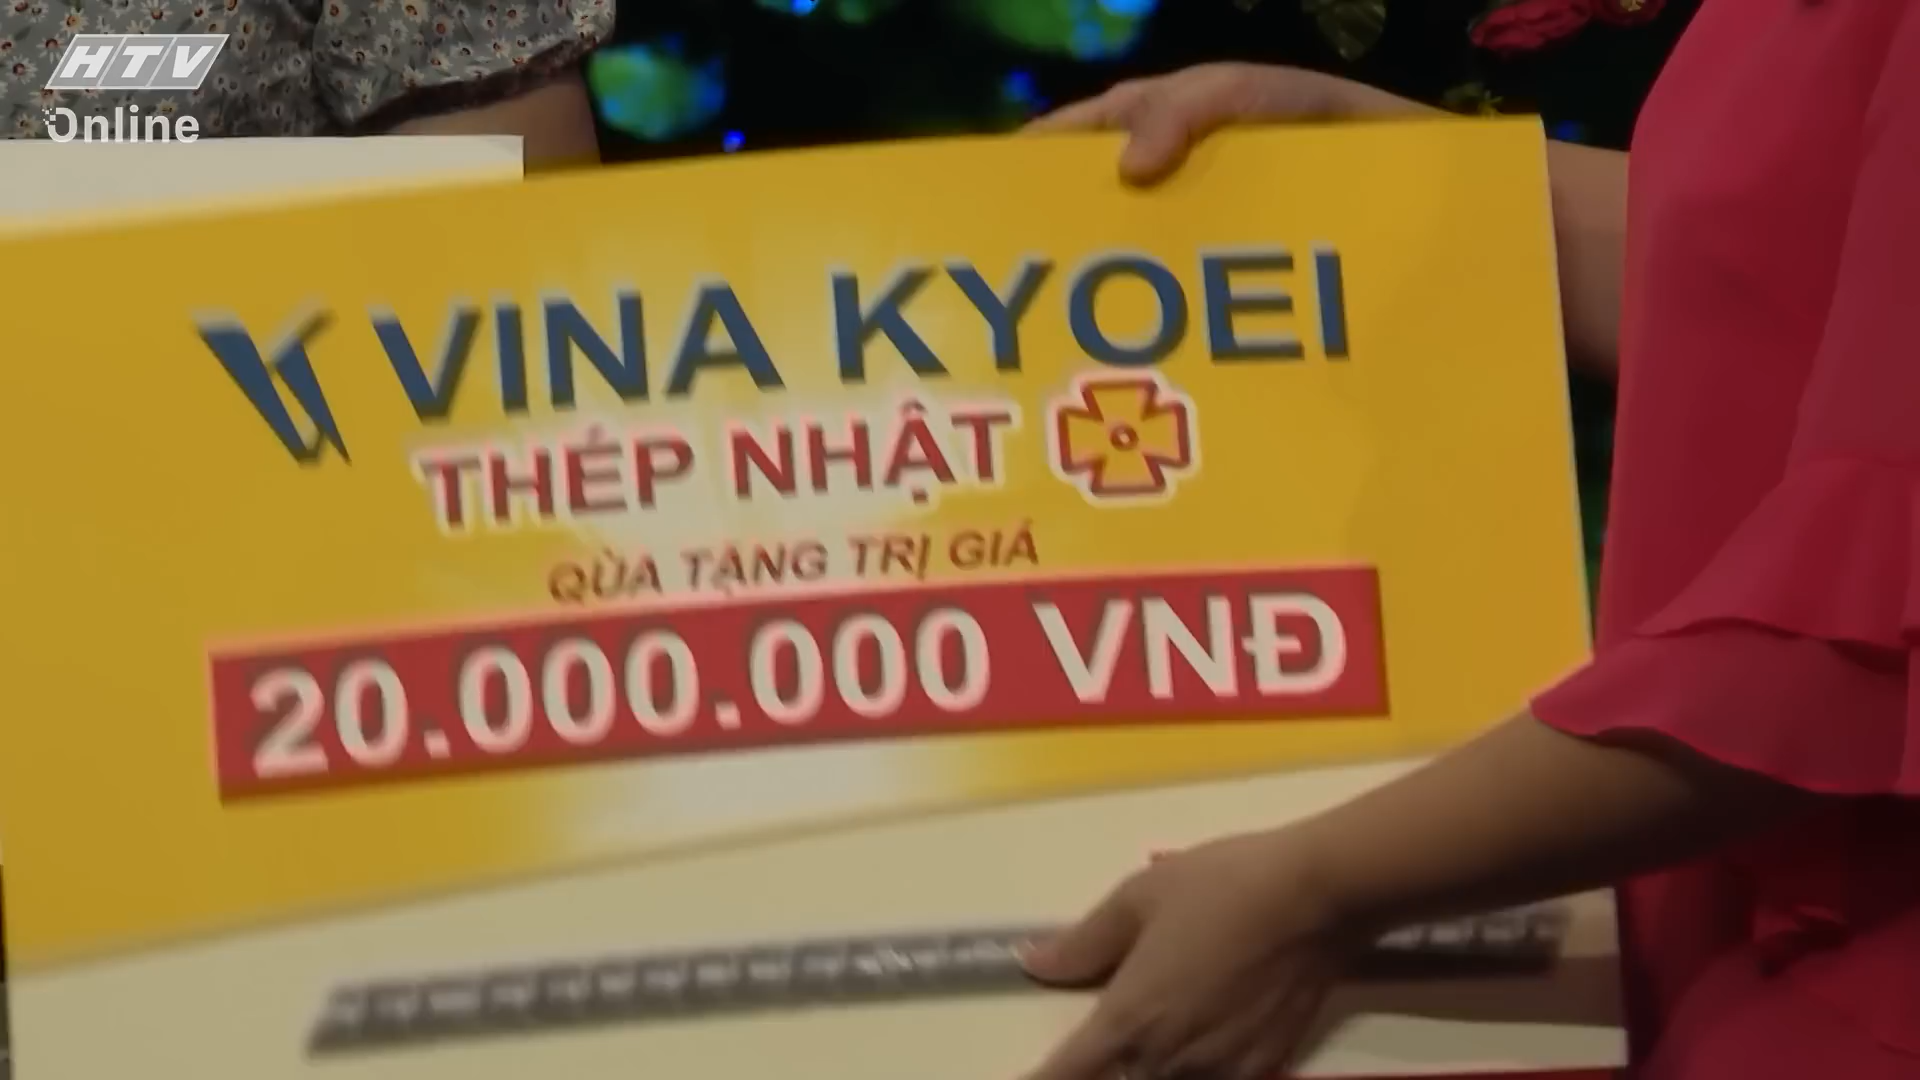 HTV
Online
VINA KYOEI
THÉP NHẬT
QÙA TẶNG TRỊ GIÁ
20.000.000 VNĐ